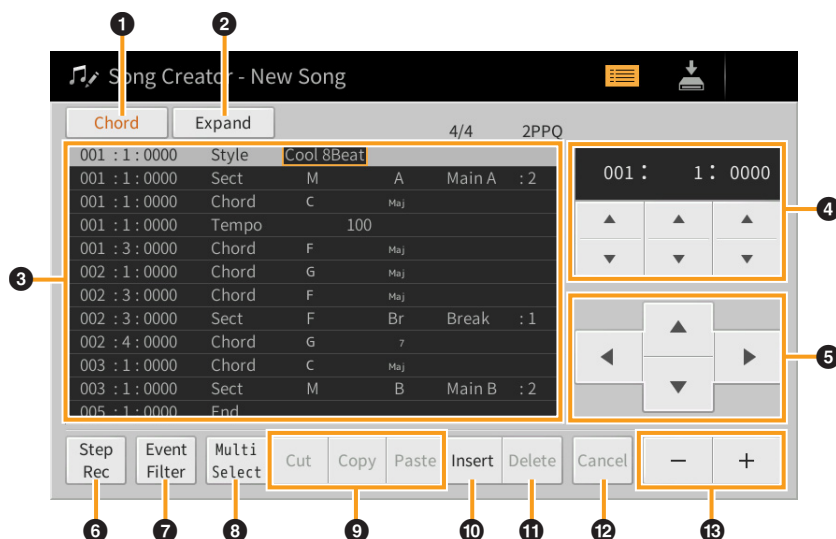 1 2
Song Creator - New Song
Chord Expand 4/4 2PPQ
001 :1:0000 Style Cool 8Beat
001 :1:0000 Sect M A Main A :2
001 :1:0000 Chord C Maj
001 :1:0000 Tempo 100
001 :3:0000 Chord F Maj
002 :1:0000 Chord G Maj
002 :3:0000 Chord F Maj
002 :3:0000 Sect F Br Break :1
002 :4:0000 Chord G 7
003 :1:0000 Chord C Maj
003 :1:0000 Sect M B Main B :2
005 :1:0000 End
3
001: 1: 0000
4
5
Step Rec Event Filter Multi Select Cut Copy Paste Insert Delete Cancel − +
6 7 8 9 10 11 12 13